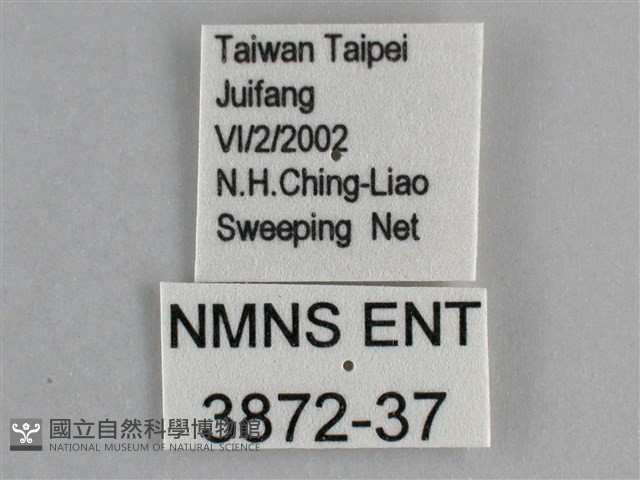 Taiwan Taipei
Juifang
VI/2/2002
N.H.Ching-Liao
Sweeping Net
NMNS ENT
3872-37
國立自然科學博物館
NATIONAL MUSEUM OF NATURAL SCIENCE